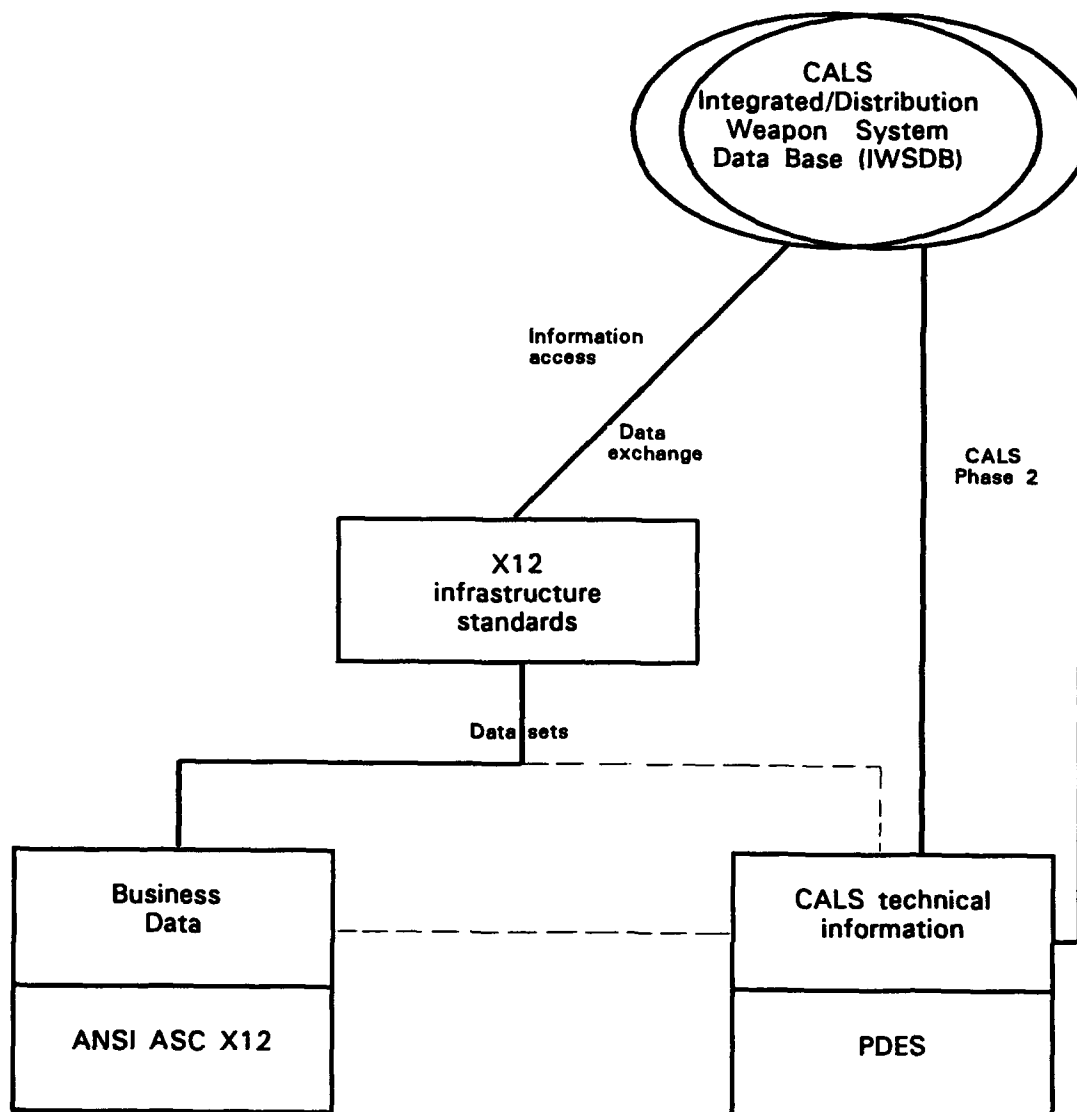 CALS
Integrated/Distribution
Weapon System
Data Base (IWSDB)
Information
access
Data
exchange
CALS
Phase 2
X12
infrastructure
standards
Data sets
Business
Data
CALS technical
information
ANSI ASC X12
PDES